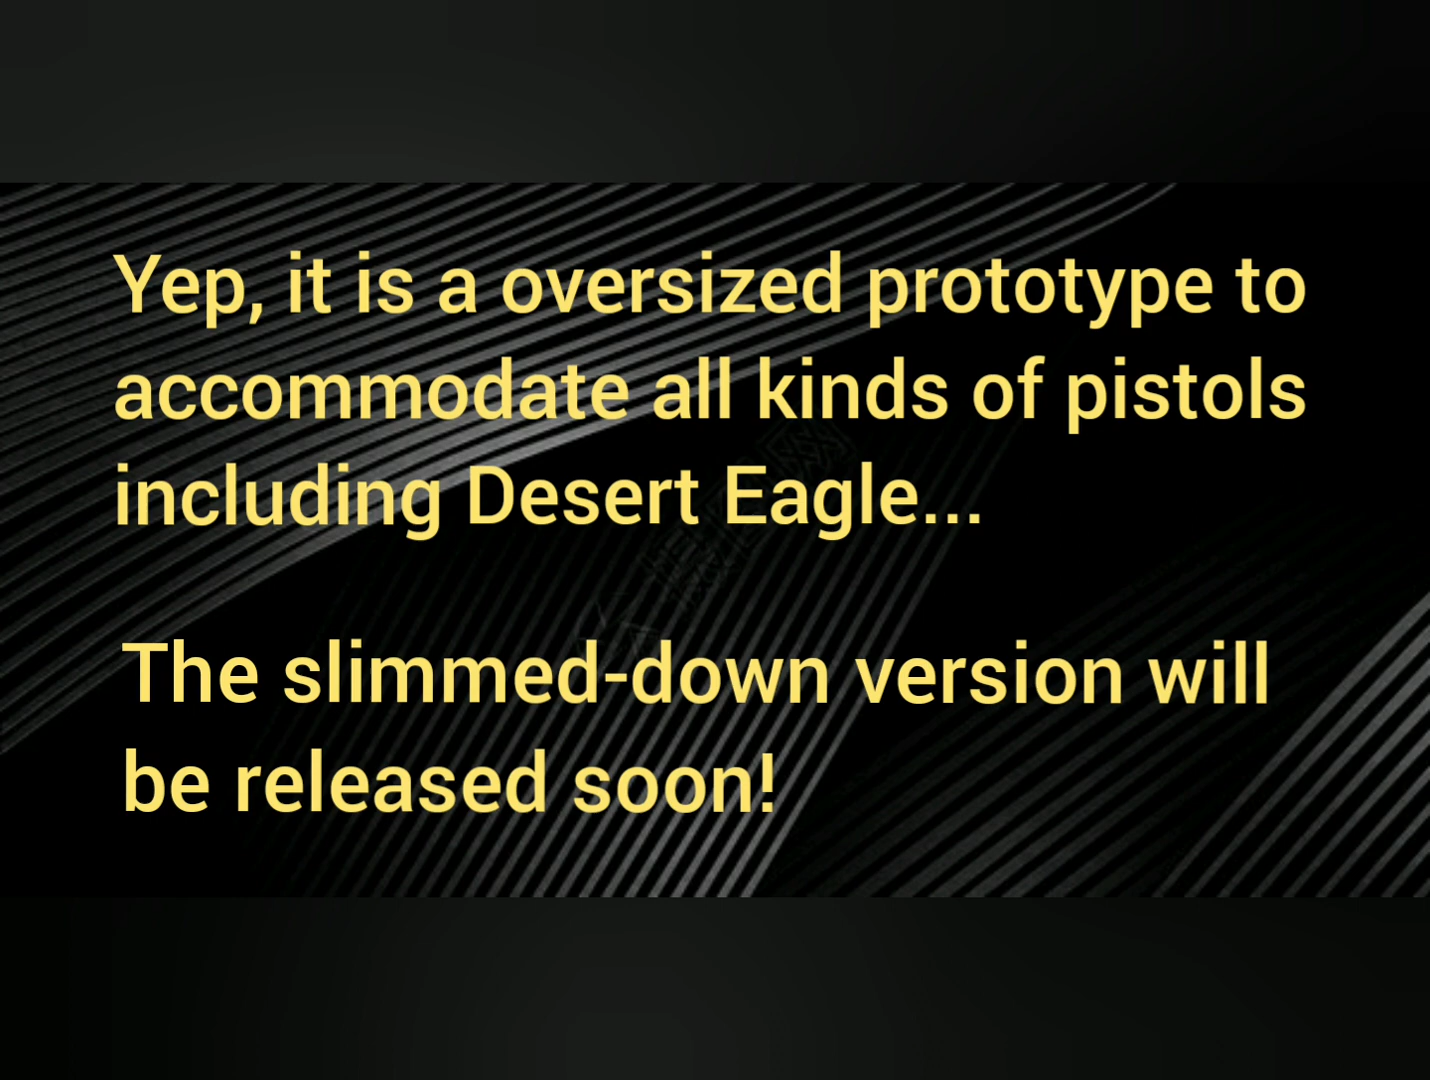 Yep, it is a oversized prototype to
accommodate all kinds of pistols
including Desert Eagle...
The slimmed-down version will
be released soon!